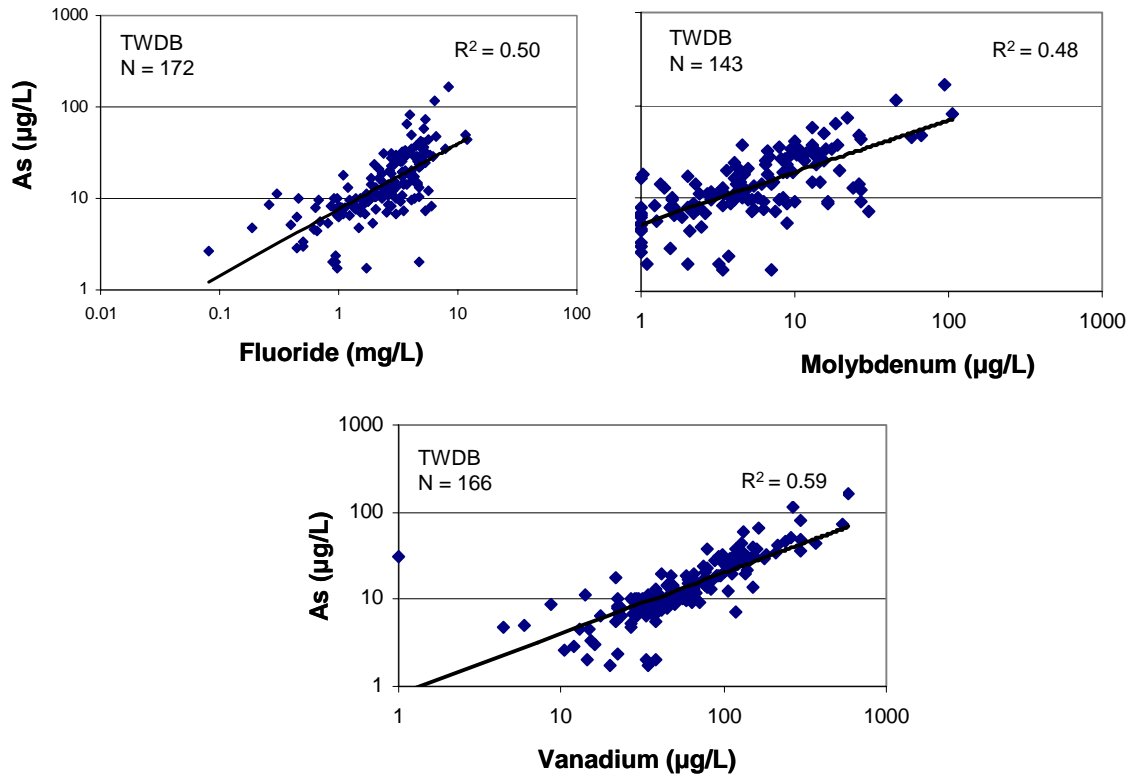 1000
100
10
1
As (µg/L)
TWDB
N = 172
R² = 0.50
0.01 0.1 1 10 100
Fluoride (mg/L)
TWDB
N = 143
R² = 0.48
1 10 100 1000
Molybdenum (µg/L)
1000
100
10
1
As (µg/L)
TWDB
N = 166
R² = 0.59
1 10 100 1000
Vanadium (µg/L)